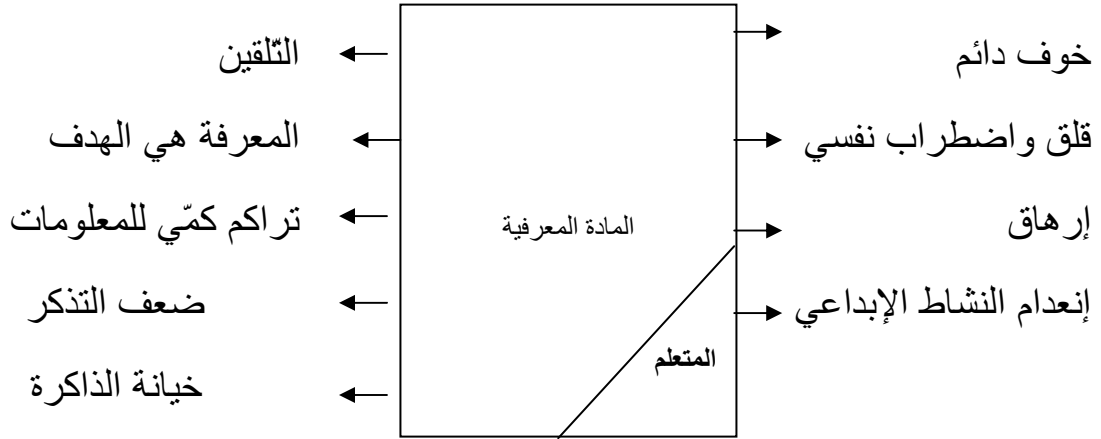 خوف دائم
التّلقين
قلق واضطراب نفسي
المعرفة هي الهدف
إرهاق
المادة المعرفية
تراكم كمّي للمعلومات
إنعدام النشاط الإبداعي
ضعف التذكر
المتعلم
خيانة الذاكرة